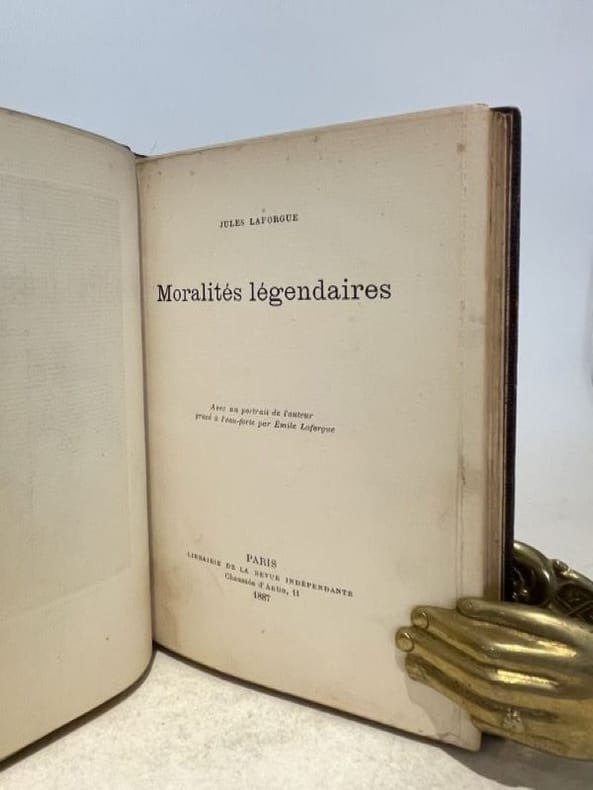 JULES LAFORGUE
Moralités légendaires
Avec un portrait de l'auteur
gravé à l'eau-forte par Émile Laforgue
PARIS
LIBRAIRIE DE LA REVUE INDÉPENDANTE
Chaussée d'Antin, 11
1887